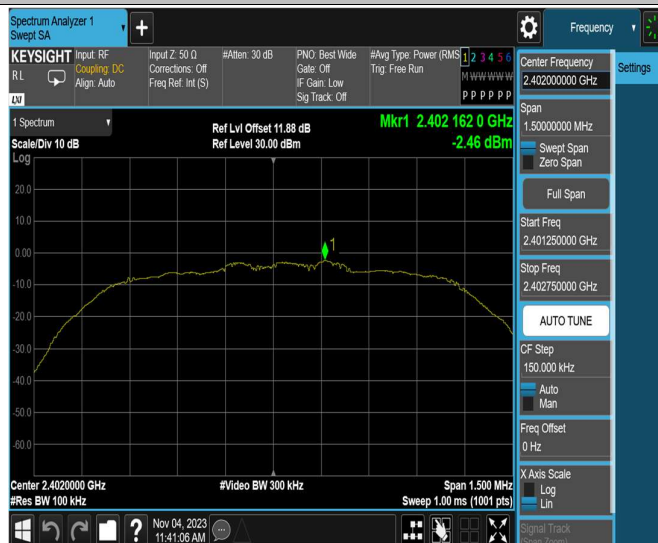 Spectrum Analyzer 1
Swept SA
+
Frequency
KEYSIGHT
RL
LXI
Input: RF
Coupling: DC
Align: Auto
Input Z: 50 Ω
Corrections: Off
Freq Ref: Int (S)
#Atten: 30 dB
PNO: Best Wide
Gate: Off
IF Gain: Low
Sig Track: Off
#Avg Type: Power (RMS
Trig: Free Run
1 2 3 4 5 6
M W W W W W
P P P P P P
1 Spectrum
Scale/Div 10 dB
Ref Lvl Offset 11.88 dB
Ref Level 30.00 dBm
Mkr1 2.402 162 0 GHz
-2.46 dBm
Log
20.0
10.0
0.00
-10.0
-20.0
-30.0
-40.0
-50.0
-60.0
1
Center 2.4020000 GHz
#Res BW 100 kHz
#Video BW 300 kHz
Span 1.500 MHz
Sweep 1.00 ms (1001 pts)
?
Nov 04, 2023
11:41:06 AM
Center Frequency
2.402000000 GHz
Settings
Span
1.50000000 MHz
Swept Span
Zero Span
Full Span
Start Freq
2.401250000 GHz
Stop Freq
2.402750000 GHz
AUTO TUNE
CF Step
150.000 kHz
Auto
Man
Freq Offset
0 Hz
X Axis Scale
Log
Lin
Signal Track
(Span Zoom)